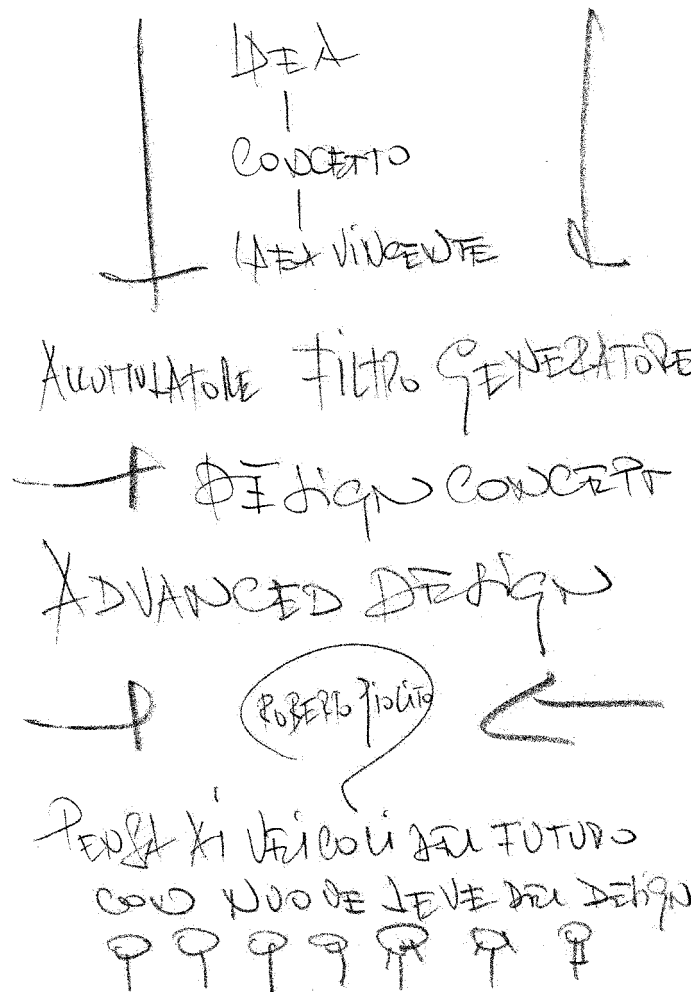 IDEA
CONCETTO
IDEA VINCENTE
ACCUMULATORE FILTRO GENERATORE
DESIGN CONCEPT
ADVANCED DESIGN
ROBERTO GIOLITO
PENSA AI VEICOLI DEL FUTURO
CON NUOVE LEVE DEL DESIGN